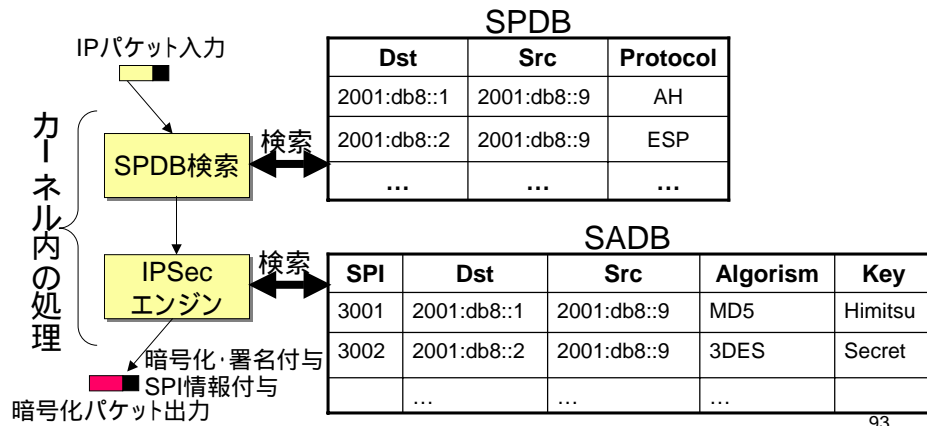 SPDB
IPパケット入力
Dst Src Protocol
2001:db8::1 2001:db8::9 AH
2001:db8::2 2001:db8::9 ESP
… … …
カーネル内の処理
SPDB検索
検索
SADB
IPSec
エンジン
検索
SPI Dst Src Algorism Key
3001 2001:db8::1 2001:db8::9 MD5 Himitsu
3002 2001:db8::2 2001:db8::9 3DES Secret
… … …
暗号化・署名付与
SPI情報付与
暗号化パケット出力
93